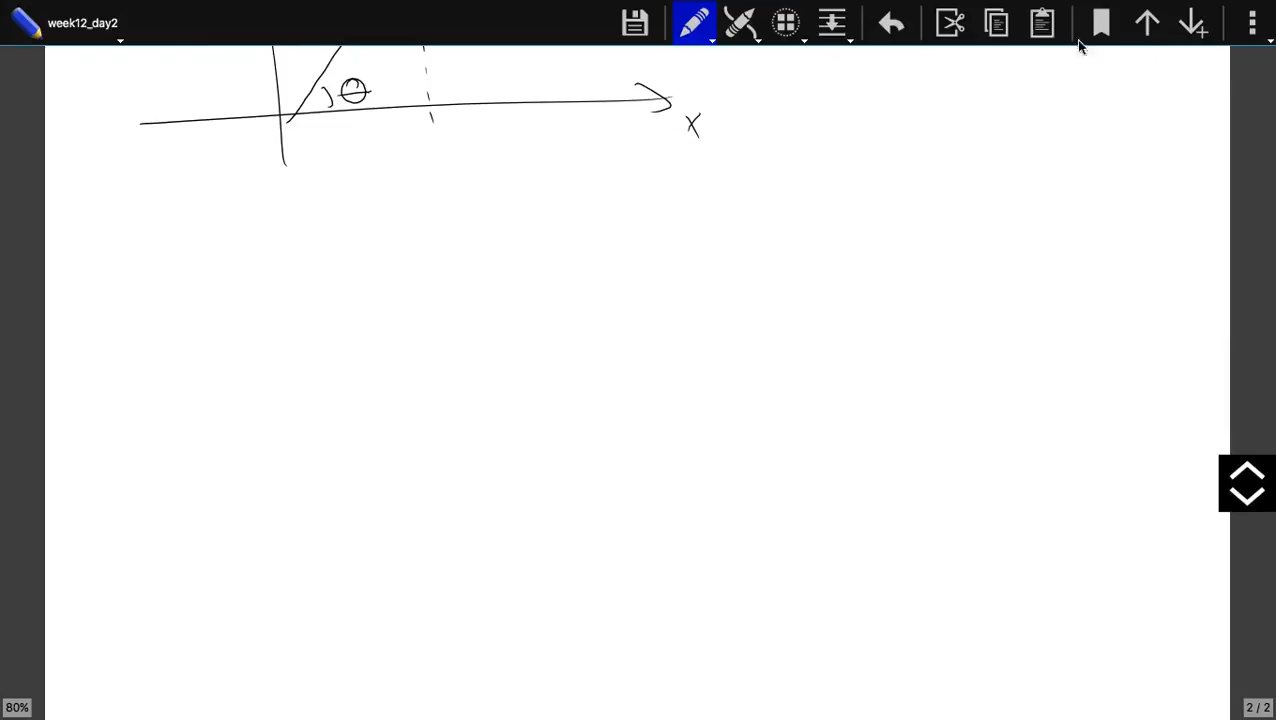 week12_day2
θ
x
80%
2 / 2